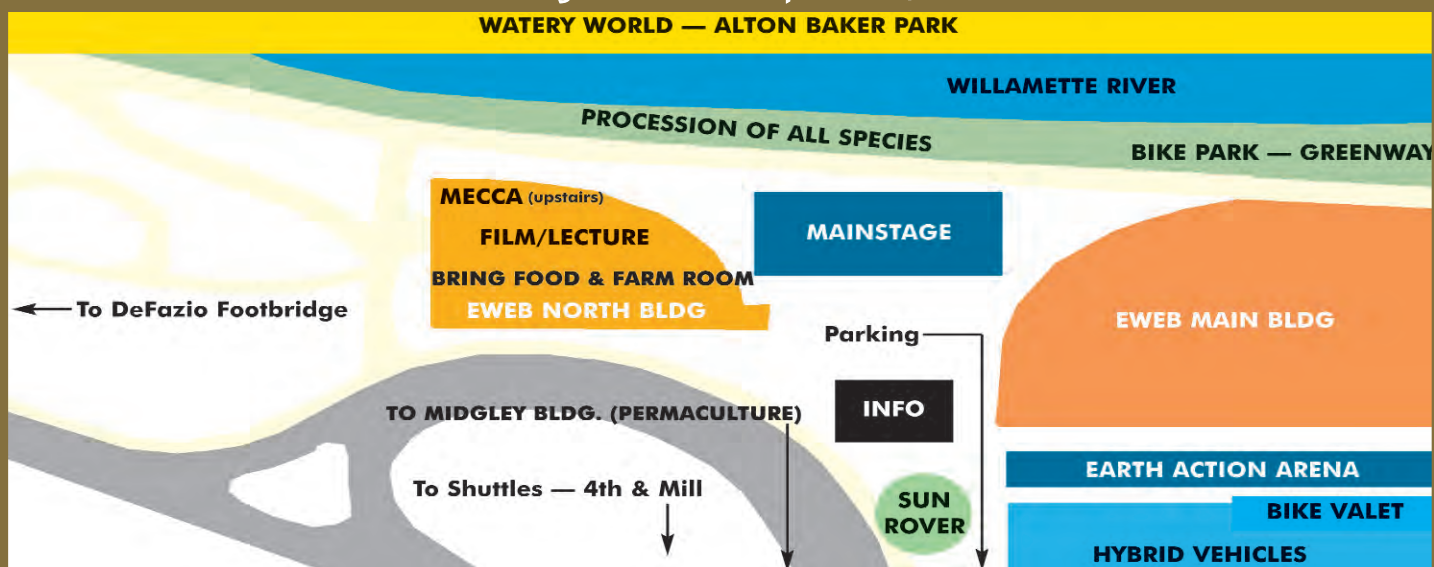 WATERY WORLD — ALTON BAKER PARK
WILLAMETTE RIVER
PROCESSION OF ALL SPECIES
BIKE PARK — GREENWAY
MECCA (upstairs)
FILM/LECTURE
BRING FOOD & FARM ROOM
EWEB NORTH BLDG
MAINSTAGE
To DeFazio Footbridge
Parking
EWEB MAIN BLDG
TO MIDGLEY BLDG. (PERMACULTURE)
INFO
To Shuttles — 4th & Mill
SUN
ROVER
EARTH ACTION ARENA
BIKE VALET
HYBRID VEHICLES